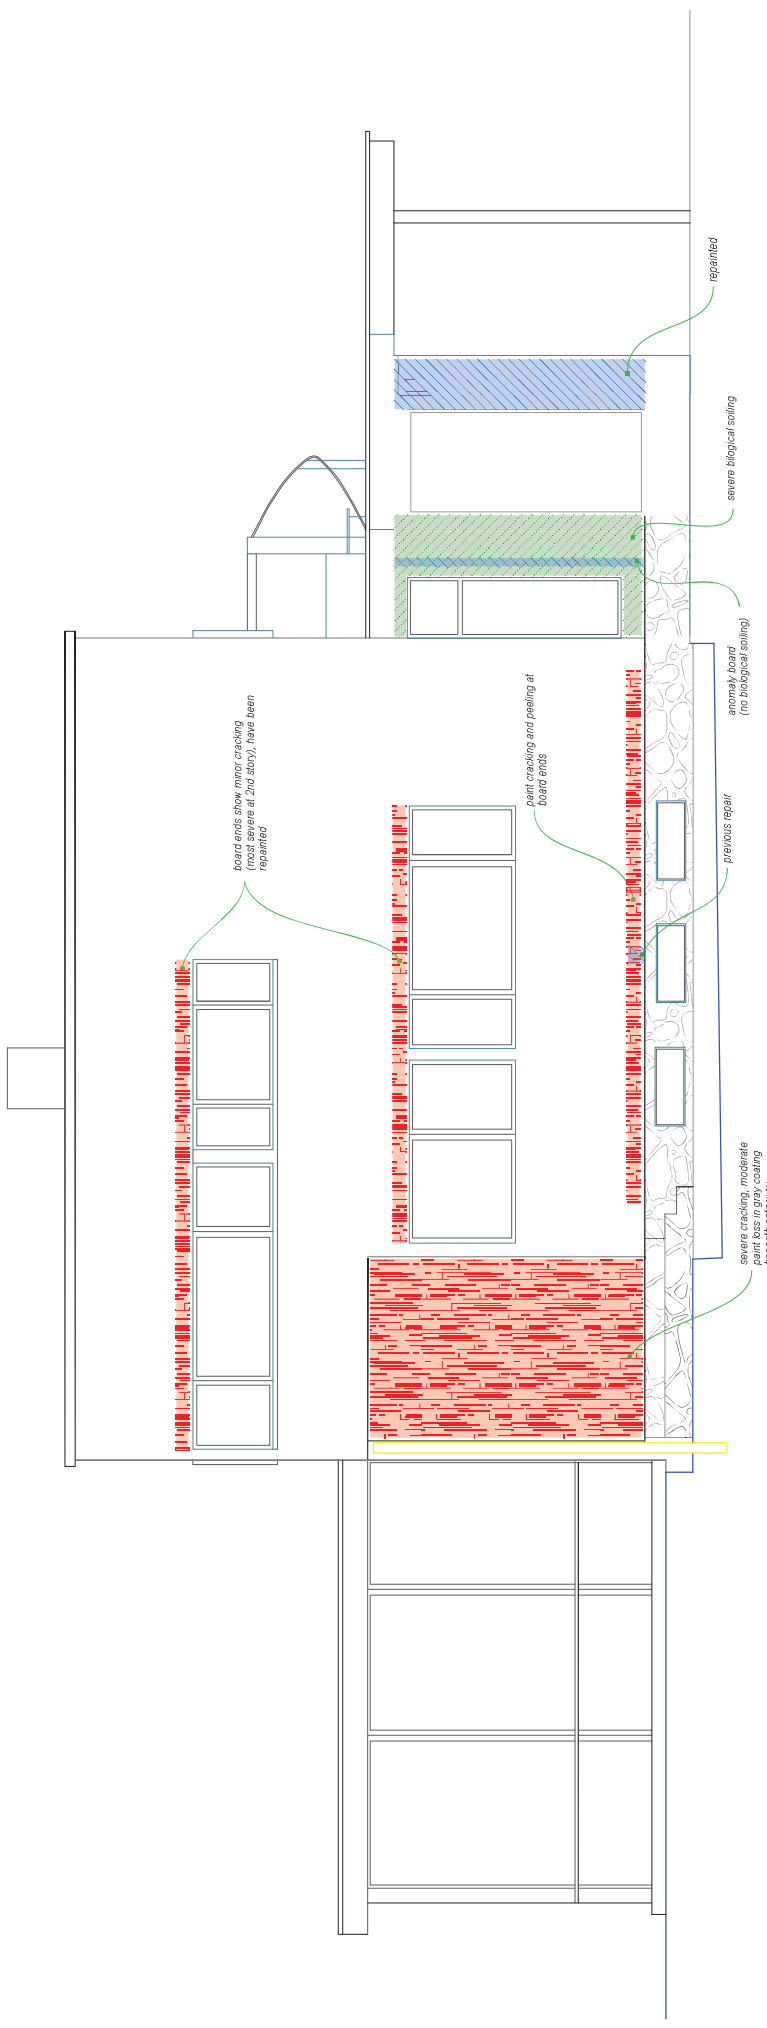 board ends show minor cracking
(most severe at 2nd story), have been
repainted
paint cracking and peeling at
board ends
repainted
severe bilogical soiling
anomaly board
(no biological soiling)
previous repair
severe cracking, moderate
paint loss in gray coating